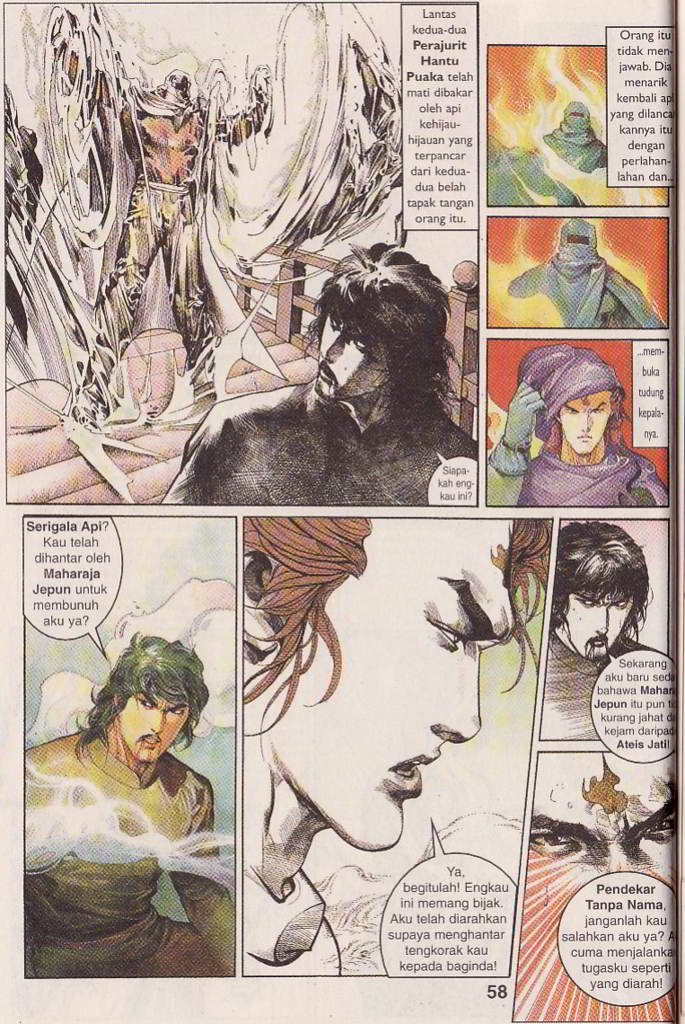 Lantas
kedua-dua
Perajurit
Hantu
Puaka telah
mati dibakar
oleh api
kehijau-
hijauan yang
terpancar
dari kedua-
dua belah
tapak tangan
orang itu.
Siapa-
kah eng-
kau ini?
Orang itu
tidak men-
jawab. Dia
menarik
kembali api
yang dilancar
kannya itu
dengan
perlahan-
lahan dan..
...mem-
buka
tudung
kepala-
nya.
Serigala Api?
Kau telah
dihantar oleh
Maharaja
Jepun untuk
membunuh
aku ya?
Ya,
begitulah! Engkau
ini memang bijak.
Aku telah diarahkan
supaya menghantar
tengkorak kau
kepada baginda!
Sekarang
aku baru
bahawa
Jepun itu pun
kurang jahat
kejam
Ateis Jati!
Pendekar
Tanpa Nama,
janganlah kau
salahkan aku ya?
cuma menjalankan
tugasku seperti
yang diarah!
58